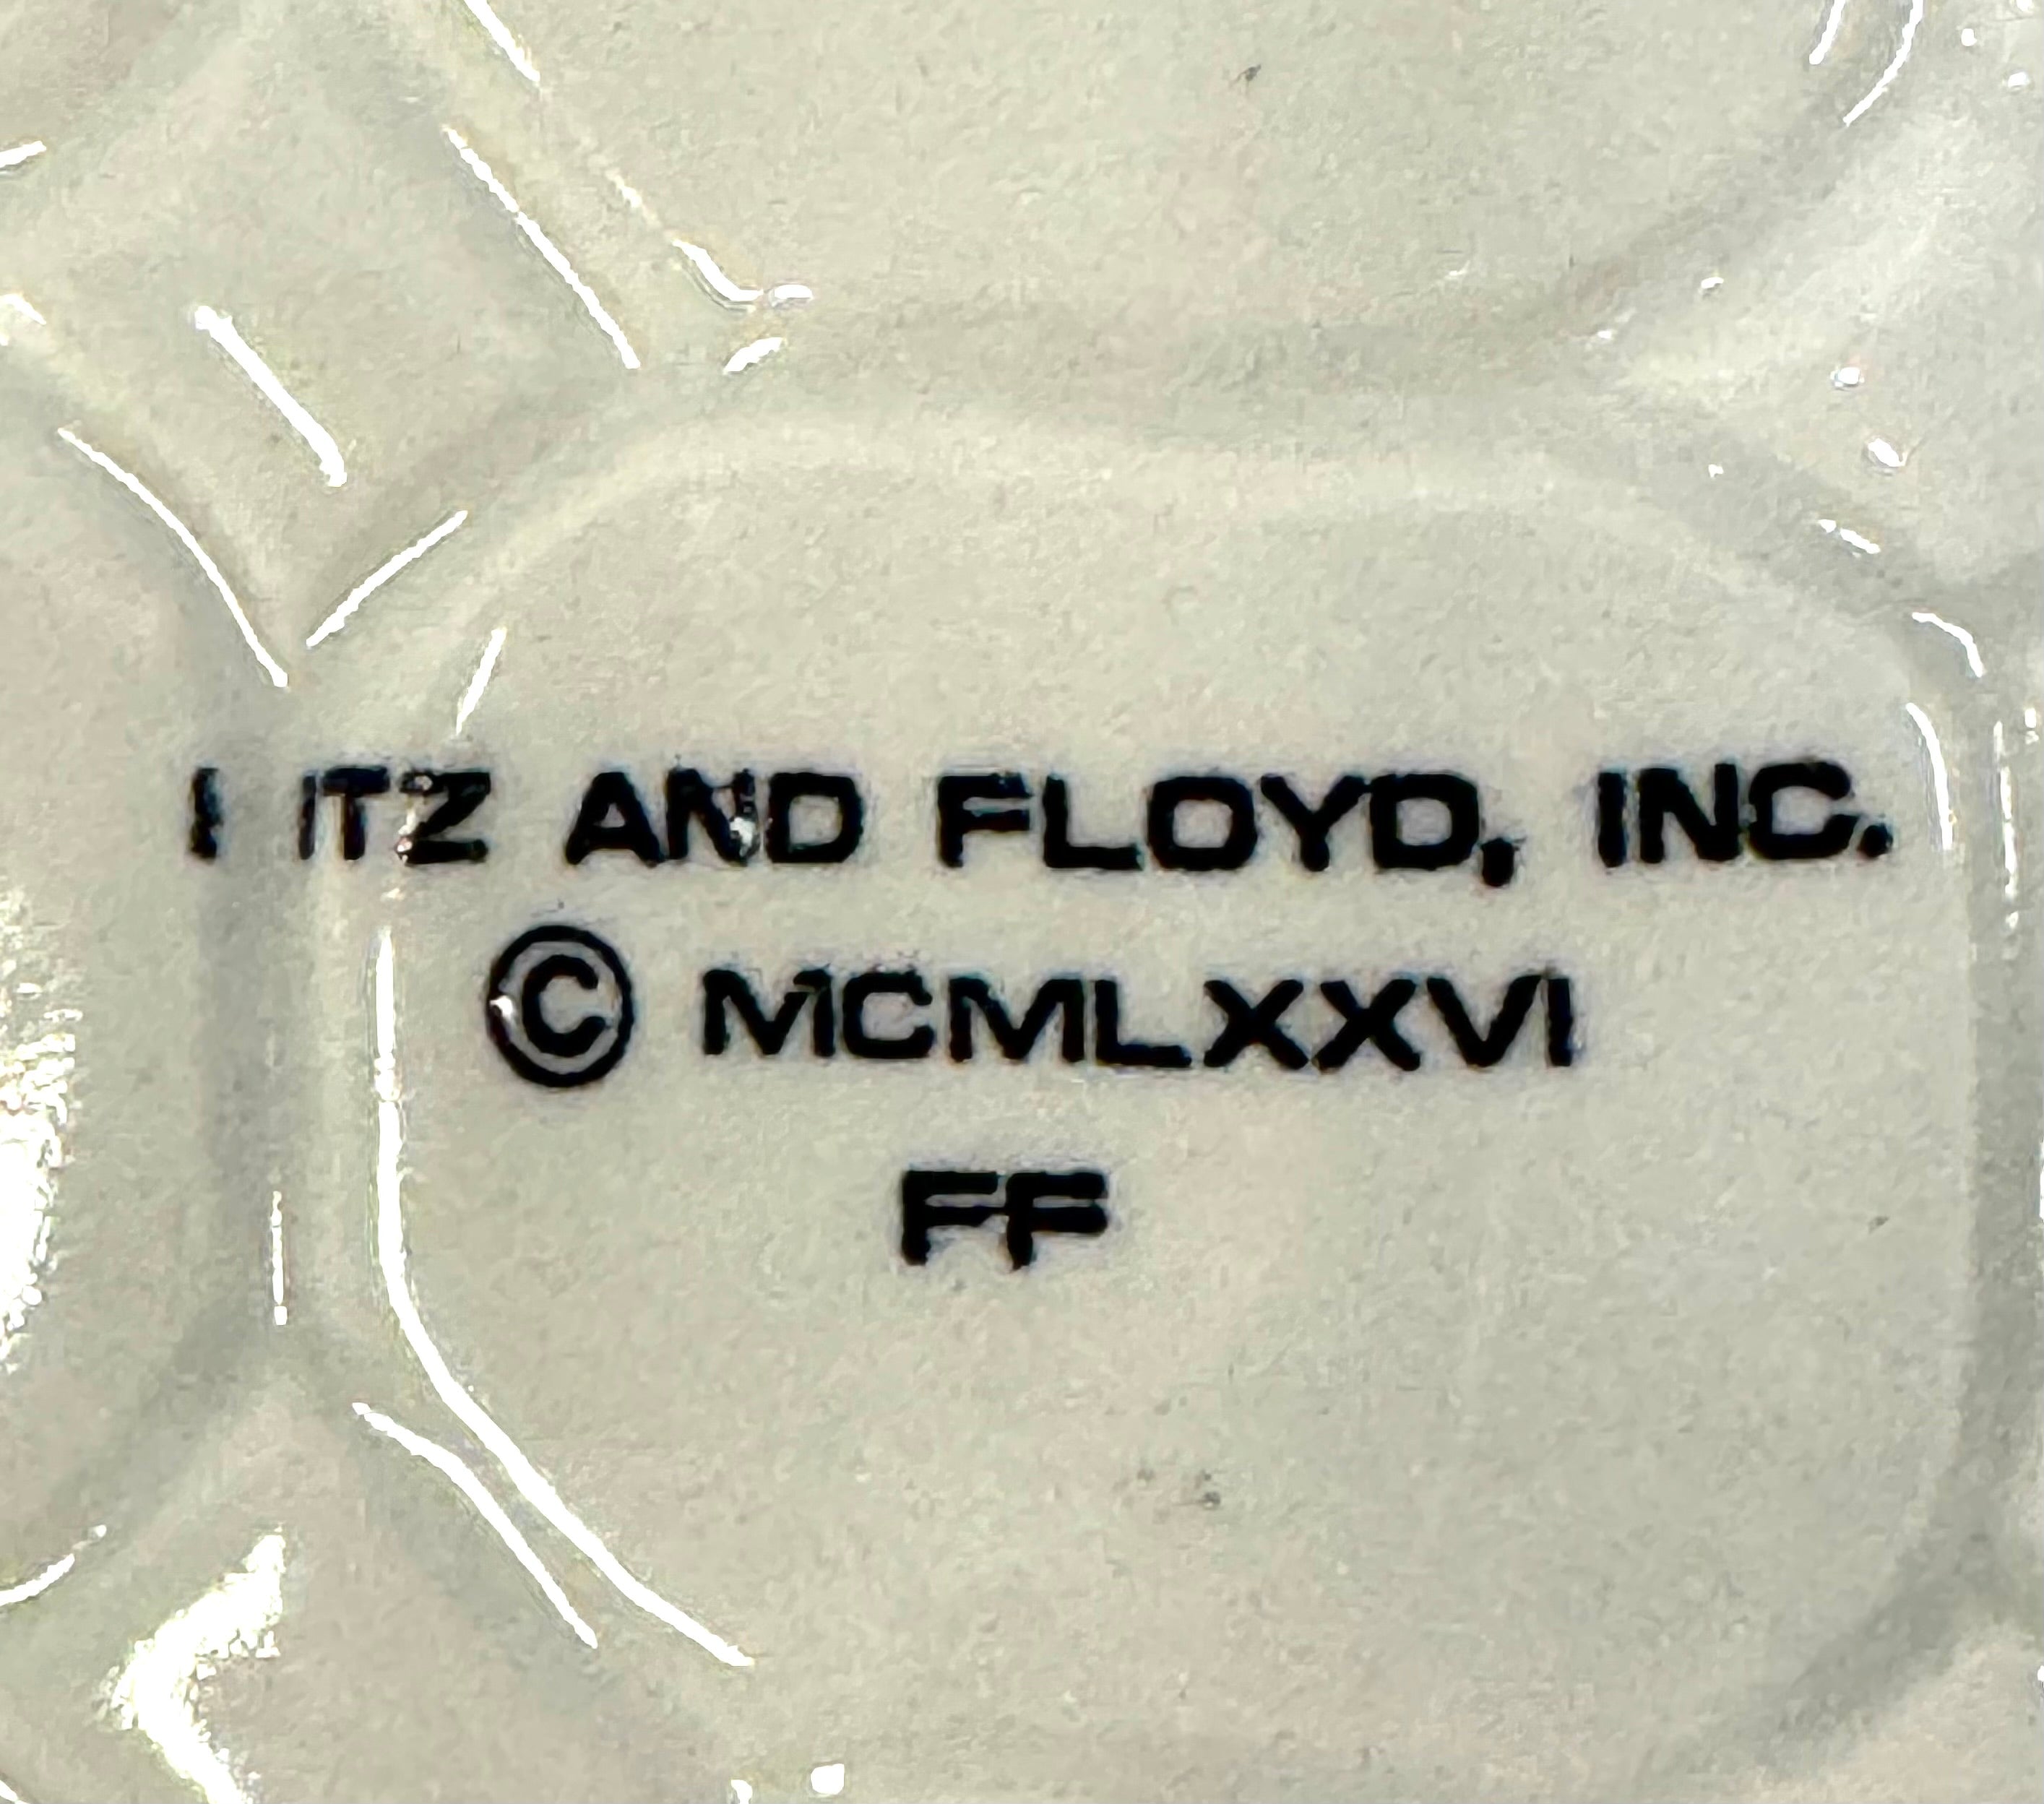 ITZ AND FLOYD, INC.
© MCMLXXVI
FF